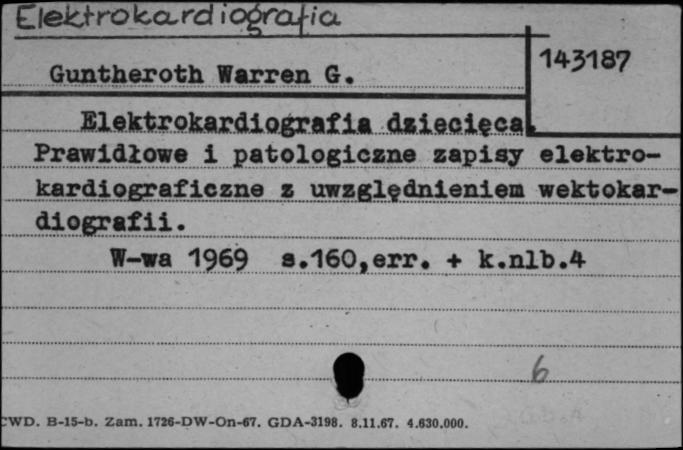 Elektrokardiografia
143187
Guntheroth Warren G.
Elektrokardiografia dziecięca.
Prawidłowe i patologiczne zapisy elektro-
kardiograficzne z uwzględnieniem wektokar-
diografii.
W-wa 1969 s.160,err. + k.nlb.4
6
CWD. B-15-b. Zam. 1726-DW-On-67. GDA-3198. 8.11.67. 4.630.000.